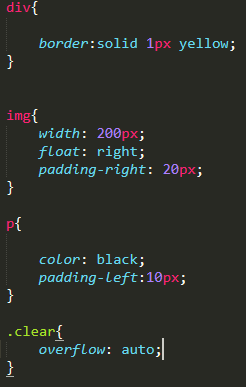 div{
border:solid 1px yellow;
}
img{
width: 200px;
float: right;
padding-right: 20px;
}
p{
color: black;
padding-left:10px;
}
.clear{
overflow: auto;
}